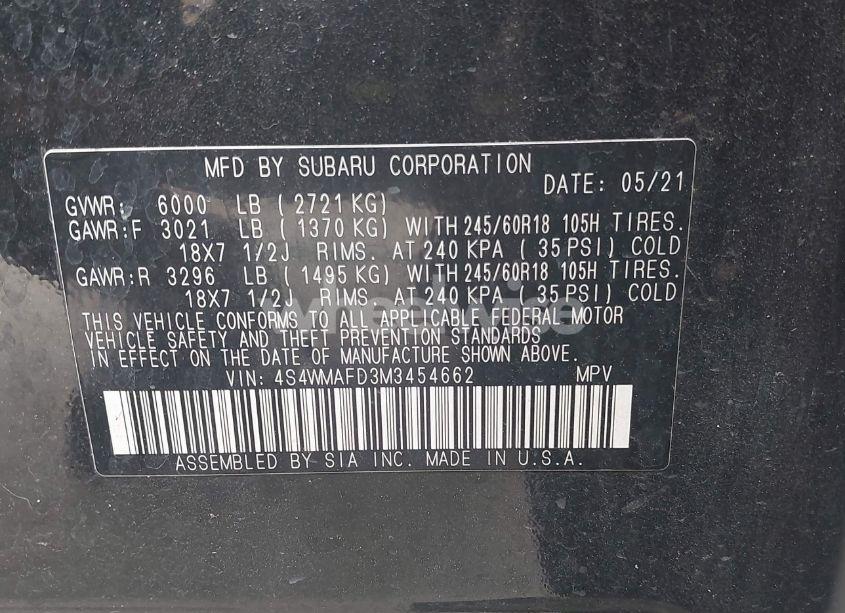 MFD BY SUBARU CORPORATION
DATE: 05/21
GVWR: 6000 LB ( 2721 KG)
GAWR:F 3021 LB ( 1370 KG) WITH 245/60R18 105H TIRES.
18X7 1/2J RIMS. AT 240 KPA ( 35 PSI) COLD
GAWR:R 3296 LB ( 1495 KG) WITH 245/60R18 105H TIRES.
18X7 1/2J RIMS. AT 240 KPA ( 35 PSI) COLD
THIS VEHICLE CONFORMS TO ALL APPLICABLE FEDERAL MOTOR
VEHICLE SAFETY AND THEFT PREVENTION STANDARDS
IN EFFECT ON THE DATE OF MANUFACTURE SHOWN ABOVE.
VIN: 4S4WMAFD3M3454662 MPV
ASSEMBLED BY SIA INC. MADE IN U.S.A.